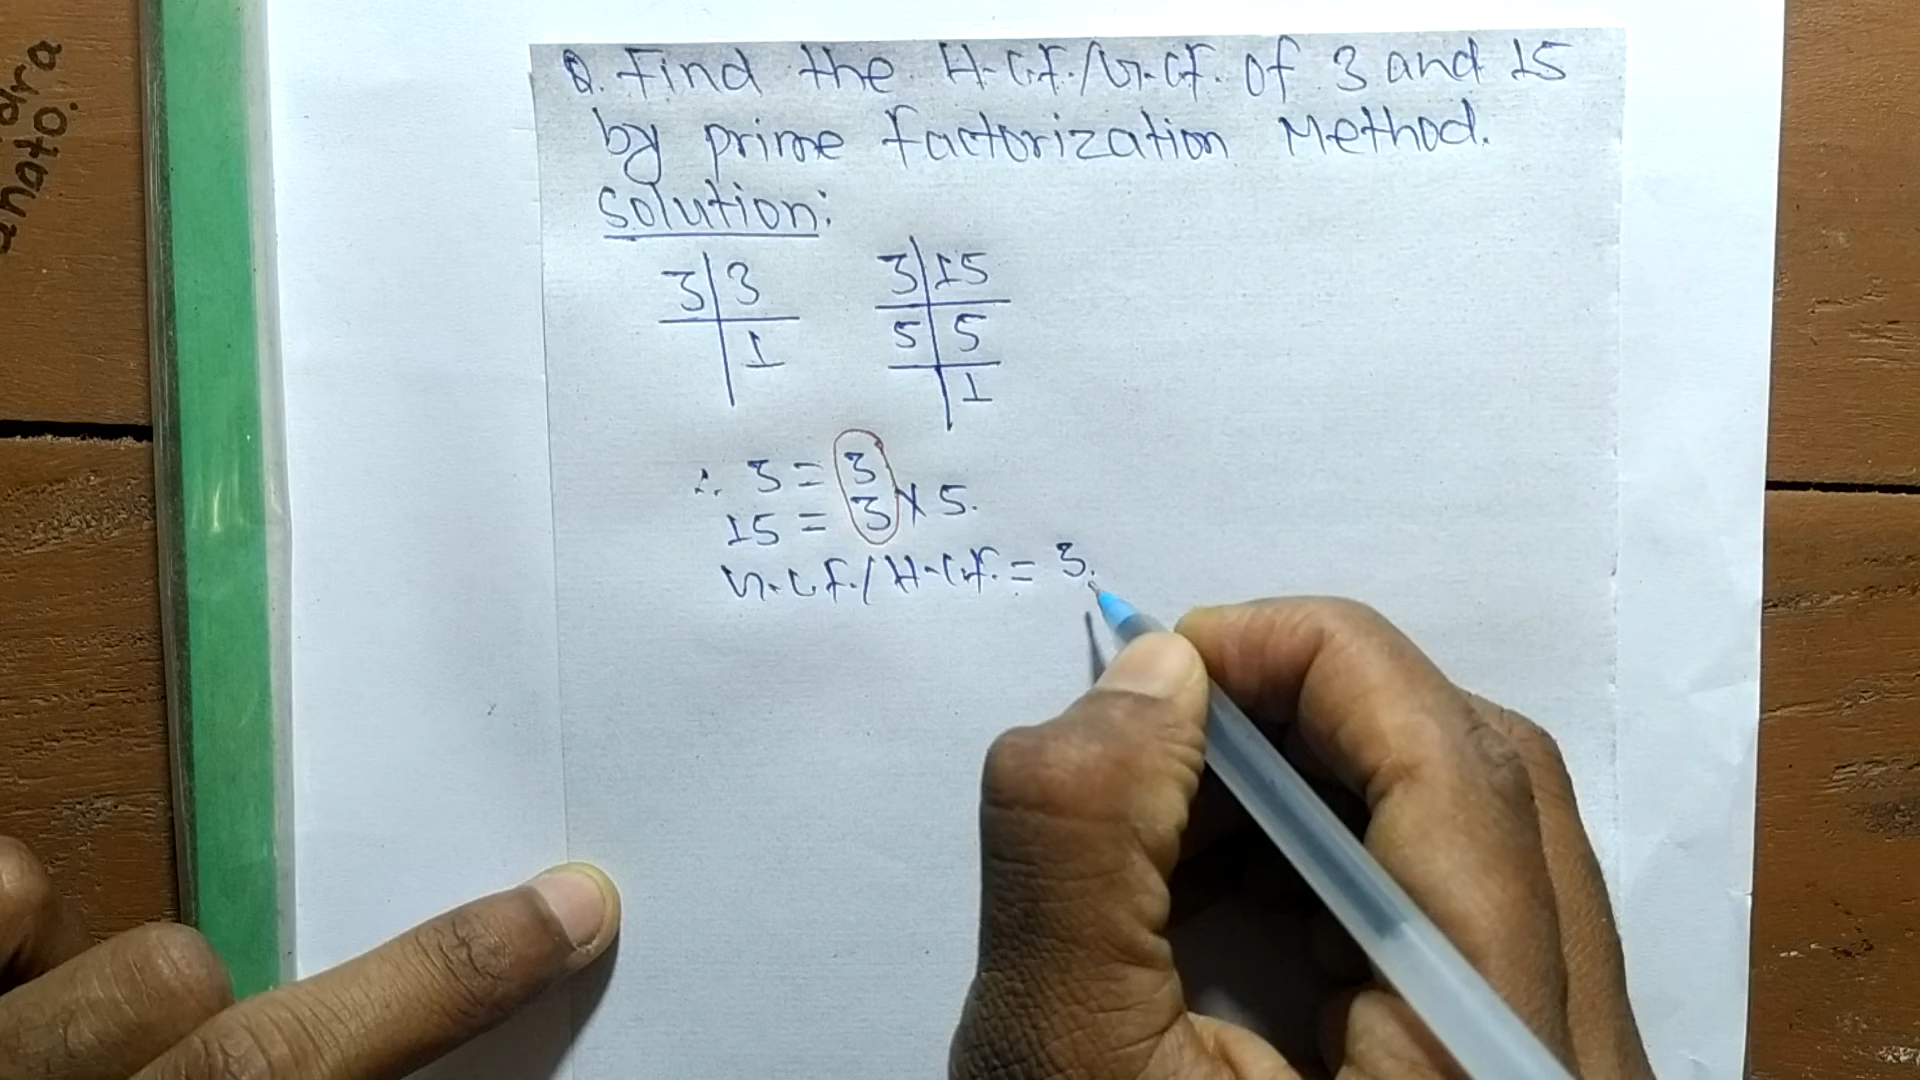 Q. Find the H.C.F./G.C.F. of 3 and 15
by prime factorization Method.
Solution:
3|3 3|15
1 5|5
1
∴ 3 = 3
15 = 3 × 5.
G.C.F./H.C.F. = 3.